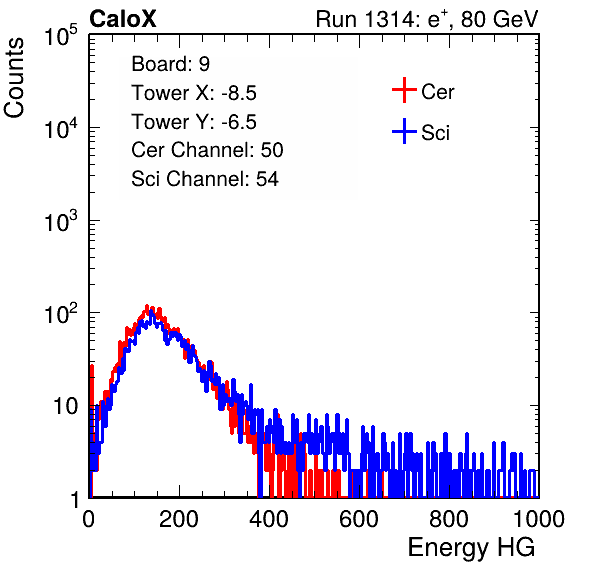 CaloX Run 1314: e⁺, 80 GeV
Counts
Board: 9
Tower X: -8.5
Tower Y: -6.5
Cer Channel: 50
Sci Channel: 54
Cer
Sci
10⁵
10⁴
10³
10²
10
1
0 200 400 600 800 1000
Energy HG